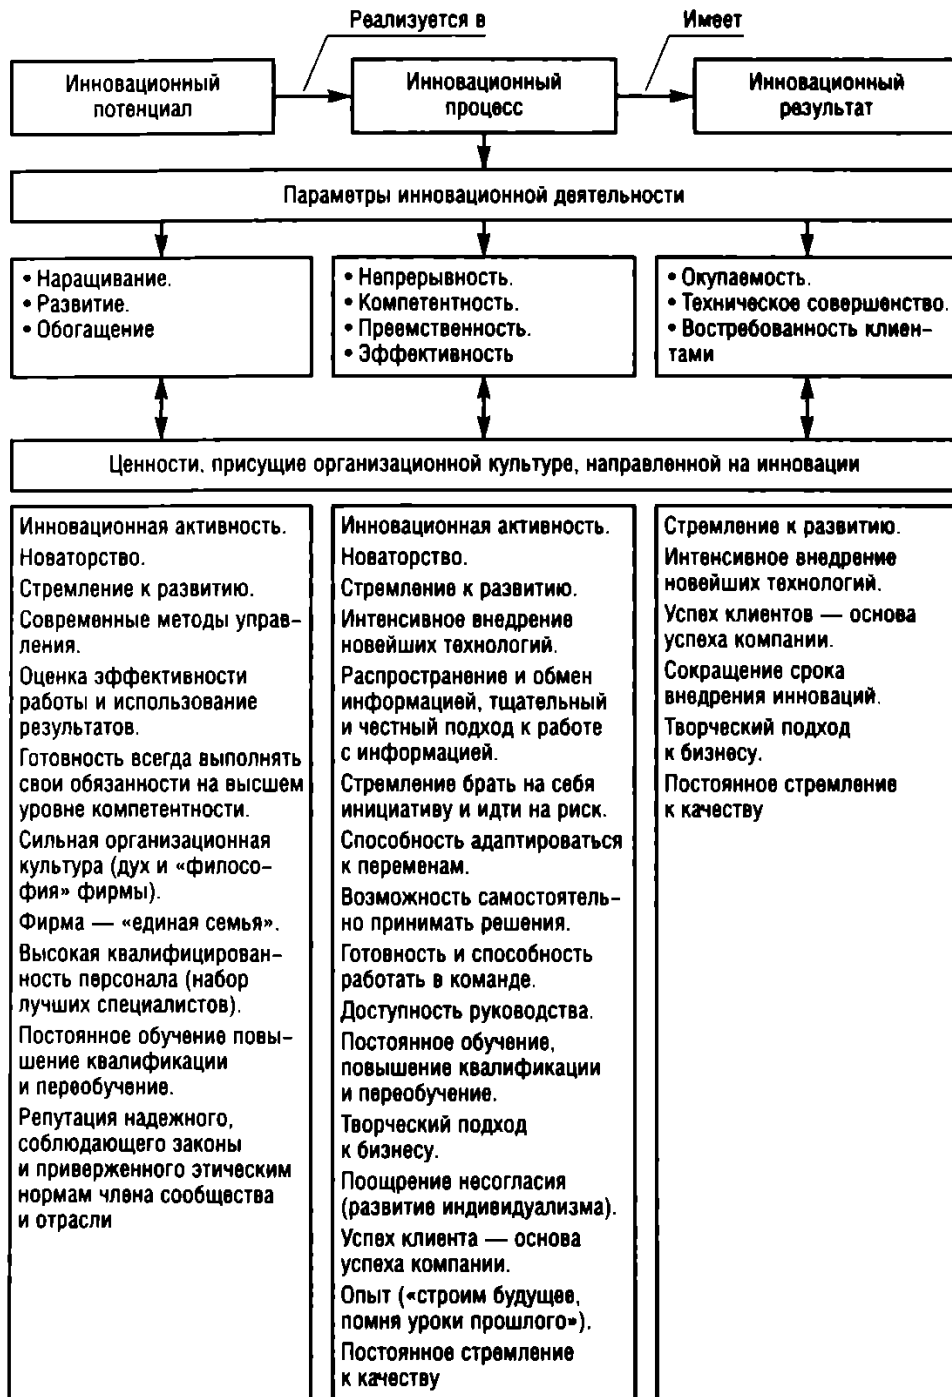 Реализуется в
Имеет
Инновационный
потенциал
Инновационный
процесс
Инновационный
результат
Параметры инновационной деятельности
• Наращивание.
• Развитие.
• Обогащение
• Непрерывность.
• Компетентность.
• Преемственность.
• Эффективность
• Окупаемость.
• Техническое совершенство.
• Востребованность клиен-
тами
Ценности, присущие организационной культуре, направленной на инновации
Инновационная активность.
Новаторство.
Стремление к развитию.
Современные методы управ-
ления.
Оценка эффективности
работы и использование
результатов.
Готовность всегда выполнять
свои обязанности на высшем
уровне компетентности.
Сильная организационная
культура (дух и «филосо-
фия» фирмы).
Фирма — «единая семья».
Высокая квалифицирован-
ность персонала (набор
лучших специалистов).
Постоянное обучение повы-
шение квалификации
и переобучение.
Репутация надежного,
соблюдающего законы
и приверженного этическим
нормам члена сообщества
и отрасли
Инновационная активность.
Новаторство.
Стремление к развитию.
Интенсивное внедрение
новейших технологий.
Распространение и обмен
информацией, тщательный
и честный подход к работе
с информацией.
Стремление брать на себя
инициативу и идти на риск.
Способность адаптироваться
к переменам.
Возможность самостоятель-
но принимать решения.
Готовность и способность
работать в команде.
Доступность руководства.
Постоянное обучение,
повышение квалификации
и переобучение.
Творческий подход
к бизнесу.
Поощрение несогласия
(развитие индивидуализма).
Успех клиента — основа
успеха компании.
Опыт («строим будущее,
помня уроки прошлого»).
Постоянное стремление
к качеству
Стремление к развитию.
Интенсивное внедрение
новейших технологий.
Успех клиентов — основа
успеха компании.
Сокращение срока
внедрения инноваций.
Творческий подход
к бизнесу.
Постоянное стремление
к качеству